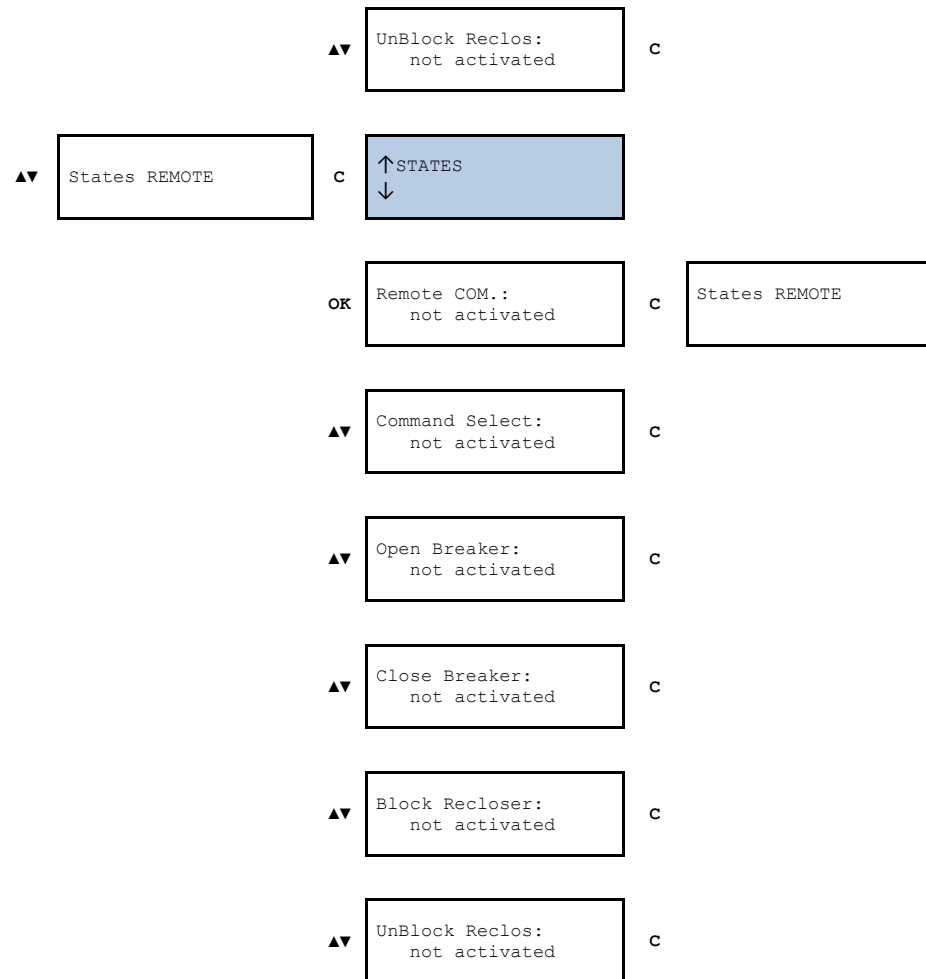 ▲▼ UnBlock Reclos: C
not activated
▲▼ States REMOTE C ↑STATES
↓
OK Remote COM.: C States REMOTE
not activated
▲▼ Command Select: C
not activated
▲▼ Open Breaker: C
not activated
▲▼ Close Breaker: C
not activated
▲▼ Block Recloser: C
not activated
▲▼ UnBlock Reclos: C
not activated